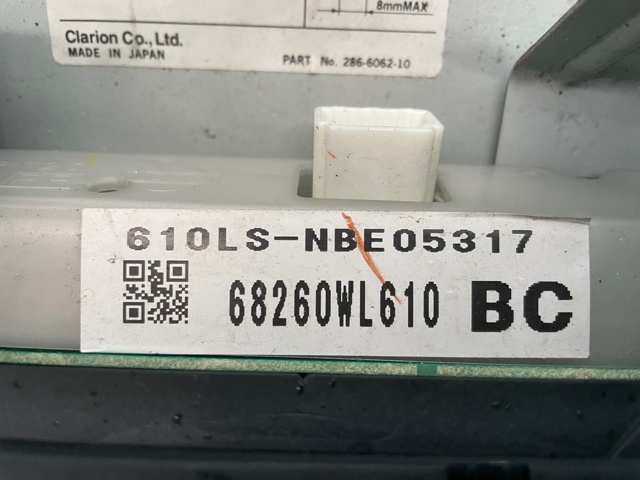 8mmMAX
Clarion Co., Ltd.
MADE IN JAPAN
PART No. 286-6062-10
610LS-NBE05317
68260WL610 BC